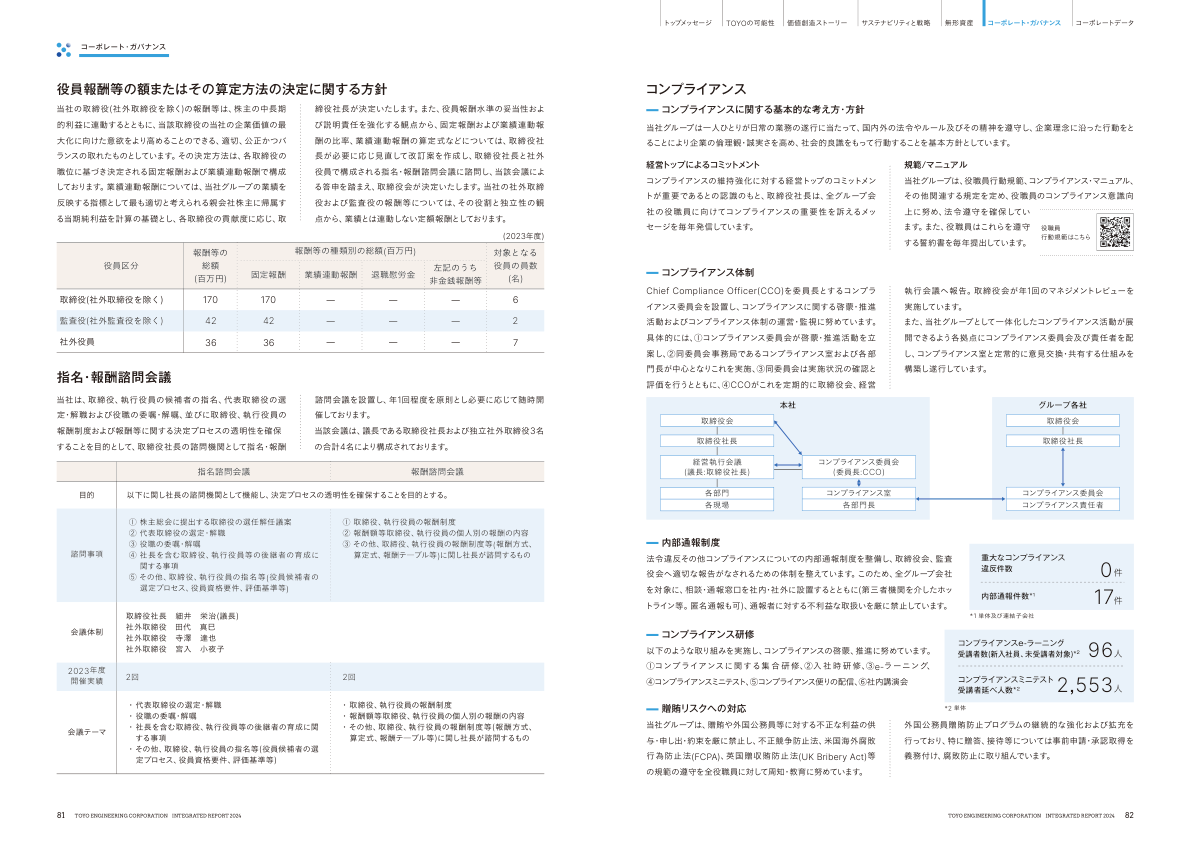 トップメッセージ
TOYOの可能性
価値創造ストーリー
サステナビリティと戦略
無形資産
コーポレート・ガバナンス
コーポレートデータ
コーポレート・ガバナンス
役員報酬等の額またはその算定方法の決定に関する方針
当社の取締役(社外取締役を除く)の報酬等は、株主の中長期
的利益に連動するとともに、当該取締役の当社の企業価値の最
大化に向けた意欲をより高めることのできる、適切、公正かつバ
ランスの取れたものとしています。その決定方法は、各取締役の
職位に基づき決定される固定報酬および業績連動報酬で構成
しております。業績連動報酬については、当社グループの業績を
反映する指標として最も適切と考えられる親会社株主に帰属す
る当期純利益を計算の基礎とし、各取締役の貢献度に応じ、取
締役社長が決定いたします。また、役員報酬水準の妥当性およ
び説明責任を強化する観点から、固定報酬および業績連動報
酬の比率、業績連動報酬の算定式などについては、取締役社
長が必要に応じ見直して改訂案を作成し、取締役社長と社外
役員で構成される指名・報酬諮問会議に諮問し、当該会議によ
る答申を踏まえ、取締役会が決定いたします。当社の社外取締
役および監査役の報酬等については、その役割と独立性の観
点から、業績とは連動しない定額報酬としております。
(2023年度)
役員区分
報酬等の
総額
(百万円)
報酬等の種類別の総額(百万円)
対象となる
役員の員数
(名)
固定報酬
業績連動報酬
退職慰労金
左記のうち
非金銭報酬等
取締役(社外取締役を除く) 170 170 — — — 6
監査役(社外監査役を除く) 42 42 — — — 2
社外役員 36 36 — — — 7
指名・報酬諮問会議
当社は、取締役、執行役員の候補者の指名、代表取締役の選
定・解職および役職の委嘱・解嘱、並びに取締役、執行役員の
報酬制度および報酬等に関する決定プロセスの透明性を確保
することを目的として、取締役社長の諮問機関として指名・報酬
諮問会議を設置し、年1回程度を原則とし必要に応じて随時開
催しております。
当該会議は、議長である取締役社長および独立社外取締役3名
の合計4名により構成されております。
指名諮問会議
報酬諮問会議
目的
以下に関し社長の諮問機関として機能し、決定プロセスの透明性を確保することを目的とする。
諮問事項
① 株主総会に提出する取締役の選任解任議案
② 代表取締役の選定・解職
③ 役職の委嘱・解嘱
④ 社長を含む取締役、執行役員等の後継者の育成に
関する事項
⑤ その他、取締役、執行役員の指名等(役員候補者の
選定プロセス、役員資格要件、評価基準等)
① 取締役、執行役員の報酬制度
② 報酬額等取締役、執行役員の個人別の報酬の内容
③ その他、取締役、執行役員の報酬制度等(報酬方式、
算定式、報酬テーブル等)に関し社長が諮問するもの
会議体制
取締役社長 細井 栄治(議長)
社外取締役 田代 真巳
社外取締役 寺澤 達也
社外取締役 宮入 小夜子
2023年度
開催実績
2回
2回
会議テーマ
・代表取締役の選定・解職
・役職の委嘱・解嘱
・社長を含む取締役、執行役員等の後継者の育成に関
する事項
・その他、取締役、執行役員の指名等(役員候補者の選
定プロセス、役員資格要件、評価基準等)
・取締役、執行役員の報酬制度
・報酬額等取締役、執行役員の個人別の報酬の内容
・その他、取締役、執行役員の報酬制度等(報酬方式、
算定式、報酬テーブル等)に関し社長が諮問するもの
81 TOYO ENGINEERING CORPORATION INTEGRATED REPORT 2024
コンプライアンス
コンプライアンスに関する基本的な考え方・方針
当社グループは一人ひとりが日常の業務の遂行に当たって、国内外の法令やルール及びその精神を遵守し、企業理念に沿った行動をと
ることにより企業の倫理観・誠実さを高め、社会的良識をもって行動することを基本方針としています。
経営トップによるコミットメント
コンプライアンスの維持強化に対する経営トップのコミットメン
トが重要であるとの認識のもと、取締役社長は、全グループ会
社の役職員に向けてコンプライアンスの重要性を訴えるメッ
セージを毎年発信しています。
規範/マニュアル
当社グループは、役職員行動規範、コンプライアンス・マニュアル、
その他関連する規定を定め、役職員のコンプライアンス意識向
上に努め、法令遵守を確保してい
ます。また、役職員はこれらを遵守
する誓約書を毎年提出しています。
役職員
行動規範はこちら
コンプライアンス体制
Chief Compliance Officer(CCO)を委員長とするコンプラ
イアンス委員会を設置し、コンプライアンスに関する啓蒙・推進
活動およびコンプライアンス体制の運営・監視に努めています。
具体的には、①コンプライアンス委員会が啓蒙・推進活動を立
案し、②同委員会事務局であるコンプライアンス室および各部
門長が中心となりこれを実施、③同委員会は実施状況の確認と
評価を行うとともに、④CCOがこれを定期的に取締役会、経営
執行会議へ報告。取締役会が年1回のマネジメントレビューを
実施しています。
また、当社グループとして一体化したコンプライアンス活動が展
開できるよう各拠点にコンプライアンス委員会及び責任者を配
し、コンプライアンス室と定常的に意見交換・共有する仕組みを
構築し遂行しています。
本社
取締役会
取締役社長
経営執行会議
(議長:取締役社長)
各部門
各現場
コンプライアンス委員会
(委員長:CCO)
コンプライアンス室
各部門長
グループ各社
取締役会
取締役社長
コンプライアンス委員会
コンプライアンス責任者
内部通報制度
法令違反その他コンプライアンスについての内部通報制度を整備し、取締役会、監査
役会へ適切な報告がなされるための体制を整えています。このため、全グループ会社
を対象に、相談・通報窓口を社内・社外に設置するとともに(第三者機関を介したホッ
トライン等。匿名通報も可)、通報者に対する不利益な取扱いを厳に禁止しています。
重大なコンプライアンス
違反件数
0件
内部通報件数*1
17件
*1 単体及び連結子会社
コンプライアンス研修
以下のような取り組みを実施し、コンプライアンスの啓蒙、推進に努めています。
①コンプライアンスに関する集合研修、②入社時研修、③e-ラーニング、
④コンプライアンスミニテスト、⑤コンプライアンス便りの配信、⑥社内講演会
コンプライアンスe-ラーニング
受講者数(新入社員、未受講者対象)*2
96人
コンプライアンスミニテスト
受講者延べ人数*2
2,553人
*2 単体
贈賄リスクへの対応
当社グループは、贈賄や外国公務員等に対する不正な利益の供
与・申し出・約束を厳に禁止し、不正競争防止法、米国海外腐敗
行為防止法(FCPA)、英国贈収賄防止法(UK Bribery Act)等
の規範の遵守を全役職員に対して周知・教育に努めています。
外国公務員贈賄防止プログラムの継続的な強化および拡充を
行っており、特に贈答、接待等については事前申請・承認取得を
義務付け、腐敗防止に取り組んでいます。
TOYO ENGINEERING CORPORATION INTEGRATED REPORT 2024 82